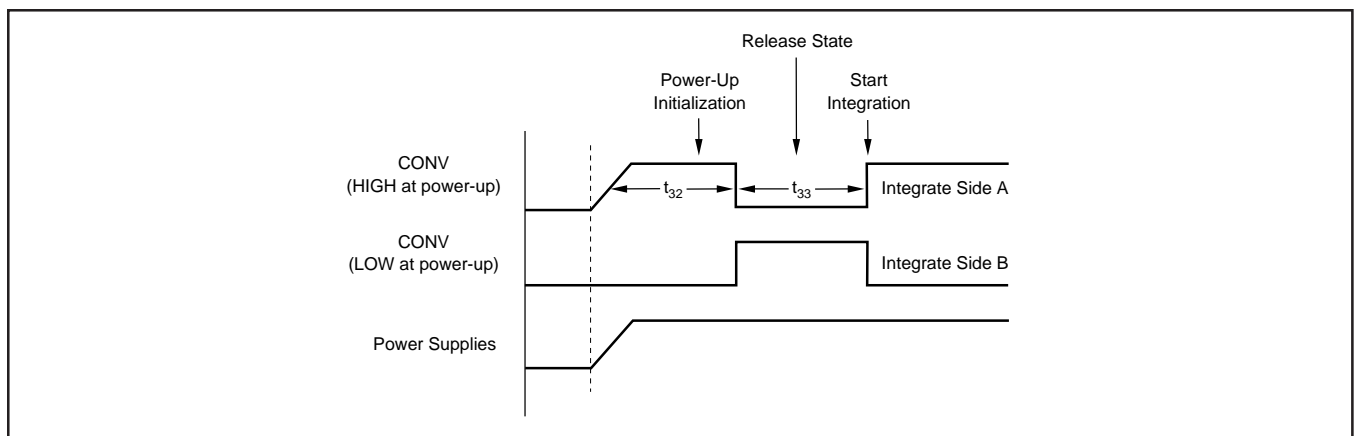 Release State
Power-Up
Initialization
Start
Integration
CONV
(HIGH at power-up)
t32
t33
Integrate Side A
CONV
(LOW at power-up)
Integrate Side B
Power Supplies